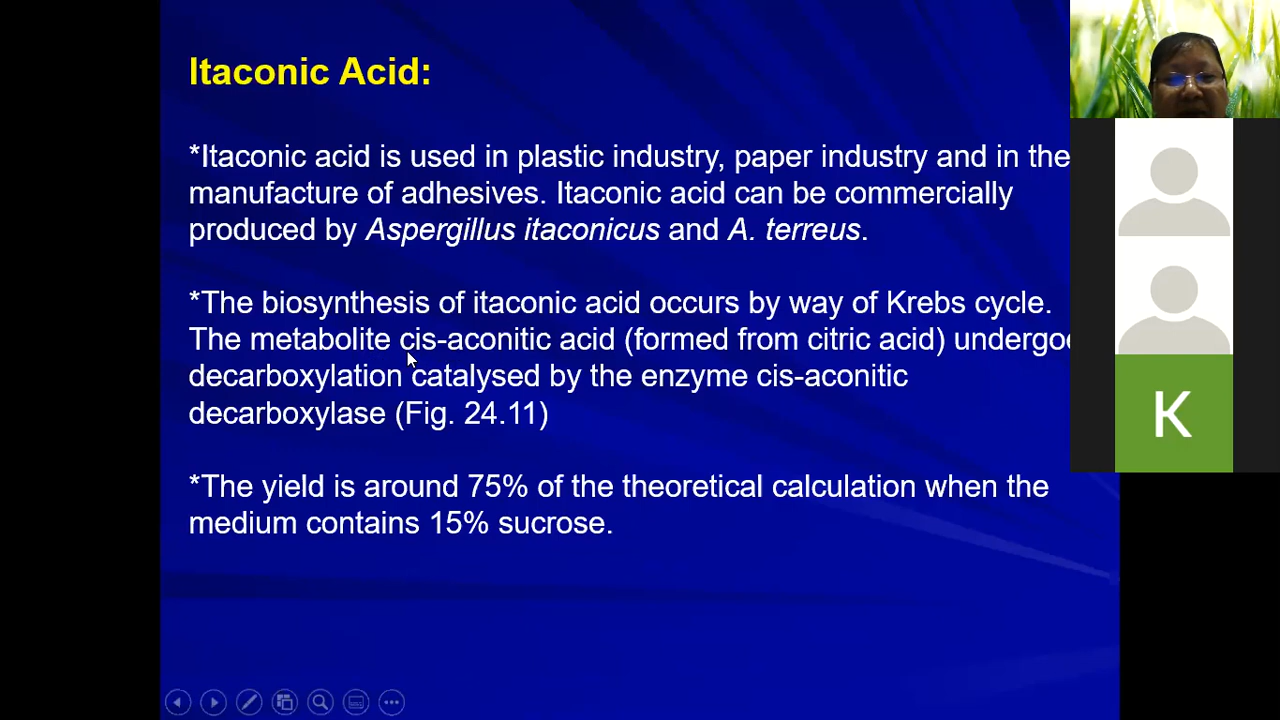 Itaconic Acid:
*Itaconic acid is used in plastic industry, paper industry and in the
manufacture of adhesives. Itaconic acid can be commercially
produced by Aspergillus itaconicus and A. terreus.
*The biosynthesis of itaconic acid occurs by way of Krebs cycle.
The metabolite cis-aconitic acid (formed from citric acid) undergo
decarboxylation catalysed by the enzyme cis-aconitic
decarboxylase (Fig. 24.11)
*The yield is around 75% of the theoretical calculation when the
medium contains 15% sucrose.
K